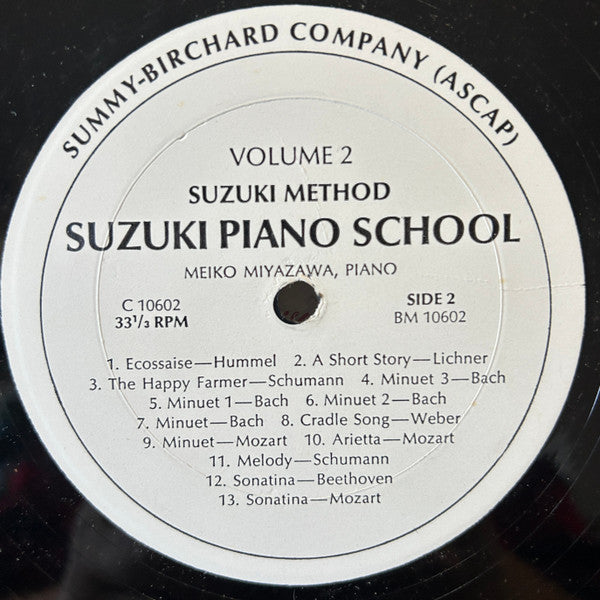 SUMMY-BIRCHARD COMPANY (ASCAP)
VOLUME 2
SUZUKI METHOD
SUZUKI PIANO SCHOOL
MEIKO MIYAZAWA, PIANO
C 10602
33⅓ RPM
SIDE 2
BM 10602
1. Ecossaise—Hummel 2. A Short Story—Lichner
3. The Happy Farmer—Schumann 4. Minuet 3—Bach
5. Minuet 1—Bach 6. Minuet 2—Bach
7. Minuet—Bach 8. Cradle Song—Weber
9. Minuet—Mozart 10. Arietta—Mozart
11. Melody—Schumann
12. Sonatina—Beethoven
13. Sonatina—Mozart